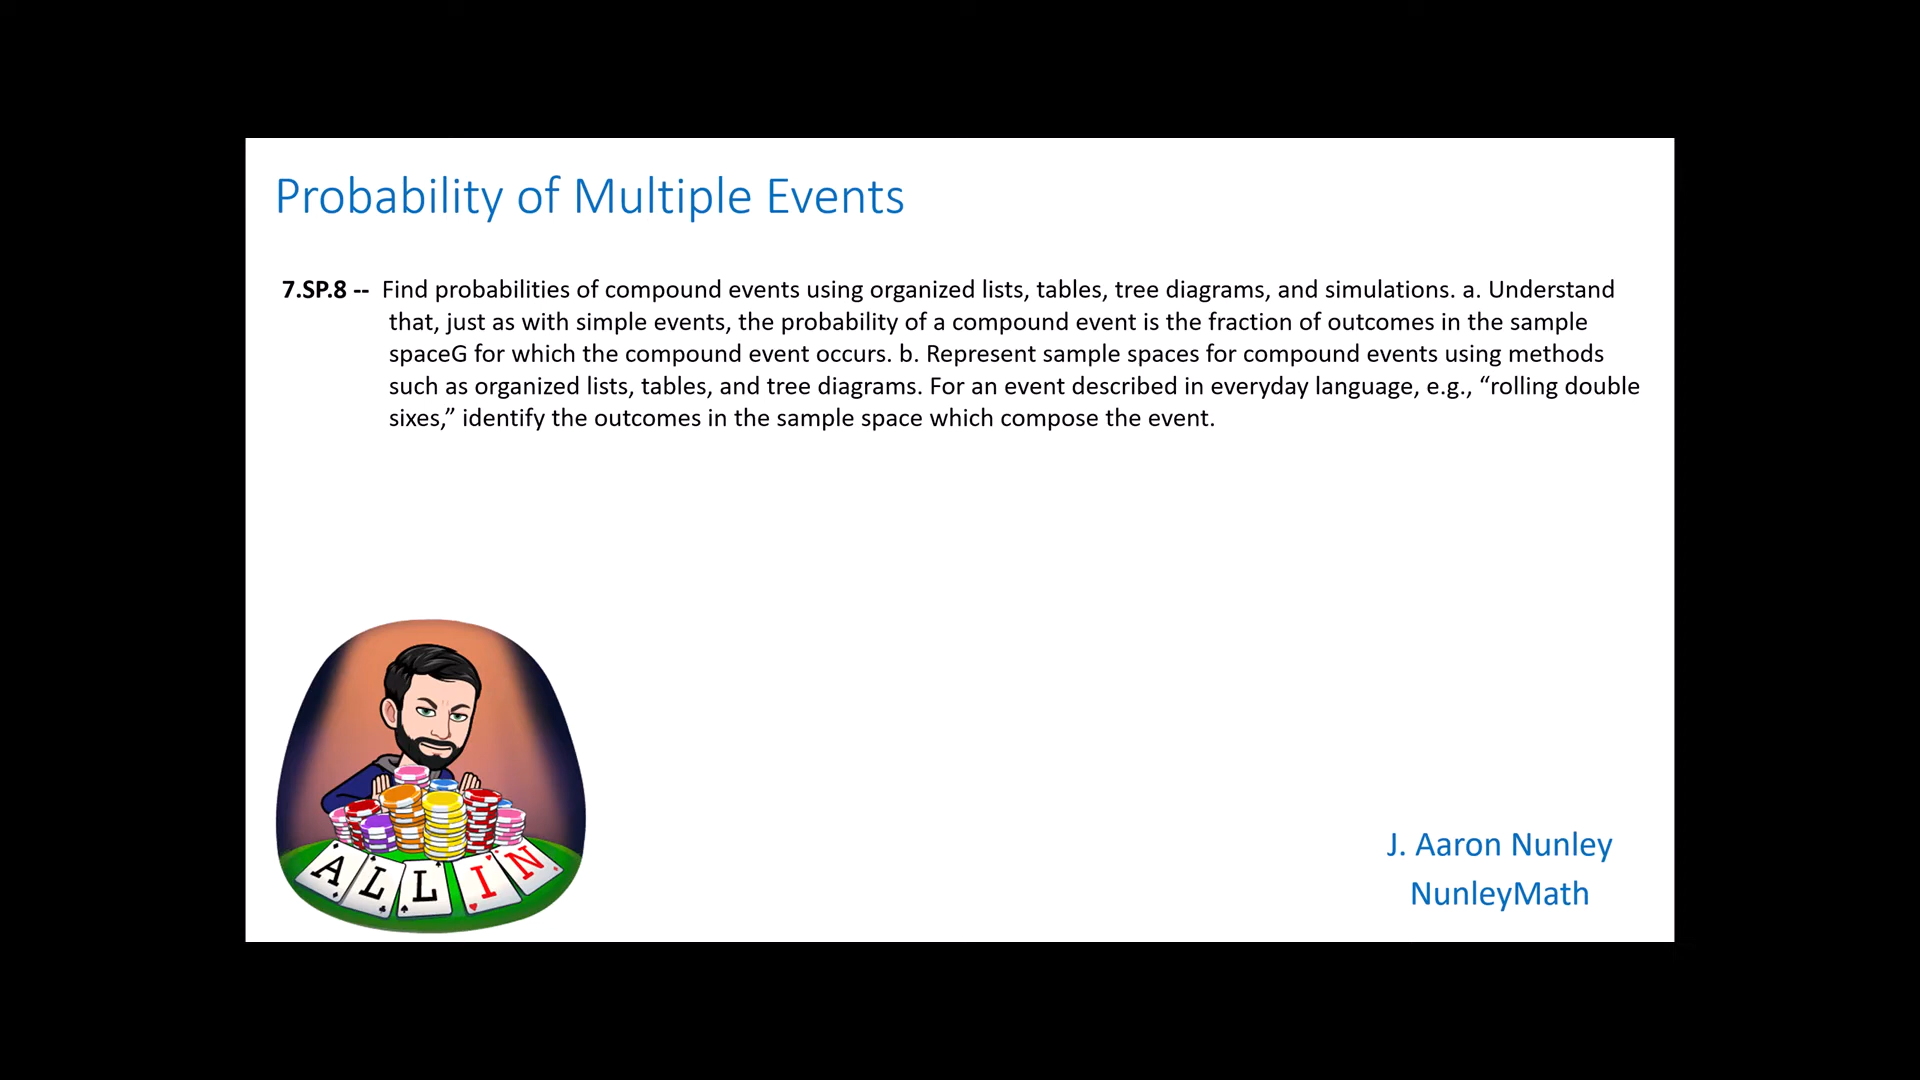 Probability of Multiple Events
7.SP.8 -- Find probabilities of compound events using organized lists, tables, tree diagrams, and simulations. a. Understand
that, just as with simple events, the probability of a compound event is the fraction of outcomes in the sample
spaceG for which the compound event occurs. b. Represent sample spaces for compound events using methods
such as organized lists, tables, and tree diagrams. For an event described in everyday language, e.g., “rolling double
sixes,” identify the outcomes in the sample space which compose the event.
ALL IN
J. Aaron Nunley
NunleyMath